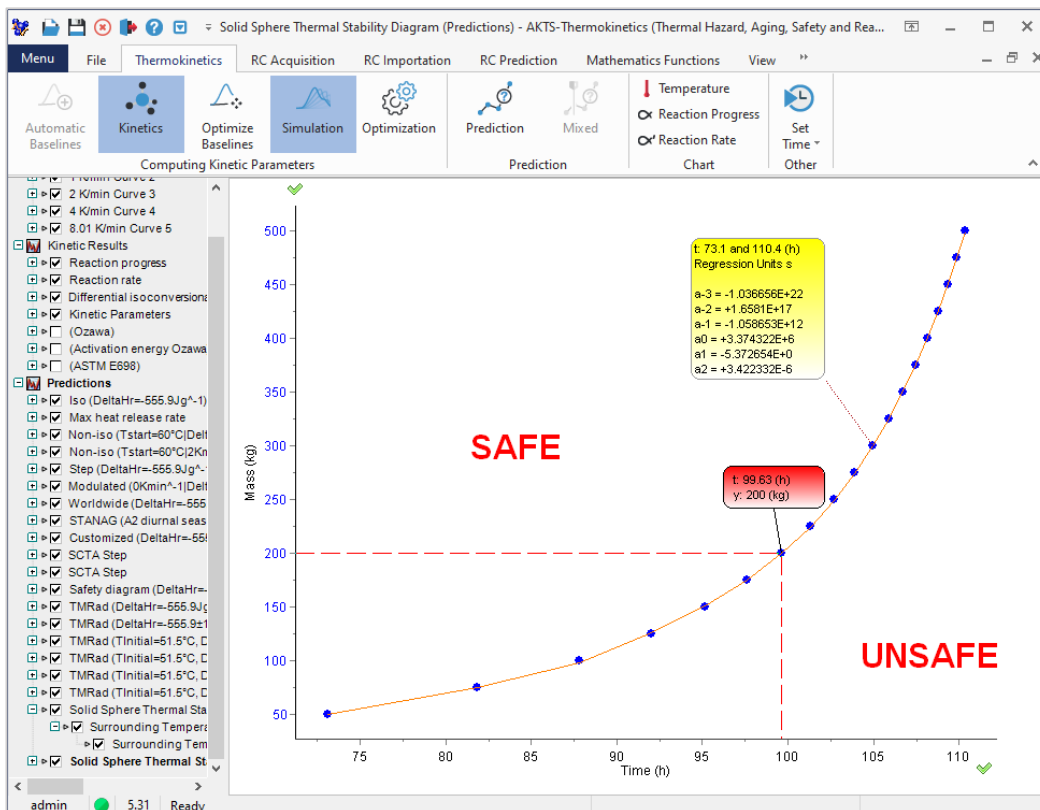 Solid Sphere Thermal Stability Diagram (Predictions) - AKTS-Thermokinetics (Thermal Hazard, Aging, Safety and Rea...
Menu File Thermokinetics RC Acquisition RC Importation RC Prediction Mathematics Functions View
Automatic Baselines
Kinetics
Optimize Baselines
Simulation
Optimization
Prediction
Mixed
Temperature
Reaction Progress
Reaction Rate
Set Time
Computing Kinetic Parameters
Prediction
Chart
Other
2 K/min Curve 3
4 K/min Curve 4
8.01 K/min Curve 5
Kinetic Results
Reaction progress
Reaction rate
Differential isoconversiona
Kinetic Parameters
(Ozawa)
(Activation energy Ozawa
(ASTM E698)
Predictions
Iso (DeltaHr=-555.9Jg^-1)
Max heat release rate
Non-iso (Tstart=60°C|Delt
Non-iso (Tstart=60°C|2Km
Step (DeltaHr=-555.9Jg^-1
Modulated (0Kmin^-1|Del
Worldwide (DeltaHr=-555
STANAG (A2 diurnal seas
Customized (DeltaHr=-55
SCTA Step
SCTA Step
Safety diagram (DeltaHr=-
TMRad (DeltaHr=-555.9Jg
TMRad (DeltaHr=-555.9±1
TMRad (TInitial=51.5°C, D
TMRad (TInitial=51.5°C, D
TMRad (TInitial=51.5°C, D
TMRad (TInitial=51.5°C, D
Solid Sphere Thermal Sta
Surrounding Tempera
Surrounding Tem
Solid Sphere Thermal St
admin 5.31 Ready
500
450
400
350
300
250
200
150
100
50
Mass (kg)
t: 73.1 and 110.4 (h)
Regression Units s
a-3 = -1.036656E+22
a-2 = +1.6581E+17
a-1 = -1.058653E+12
a0 = +3.374322E+6
a1 = -5.372654E+0
a2 = +3.422332E-6
SAFE
t: 99.63 (h)
y: 200 (kg)
UNSAFE
75 80 85 90 95 100 105 110
Time (h)